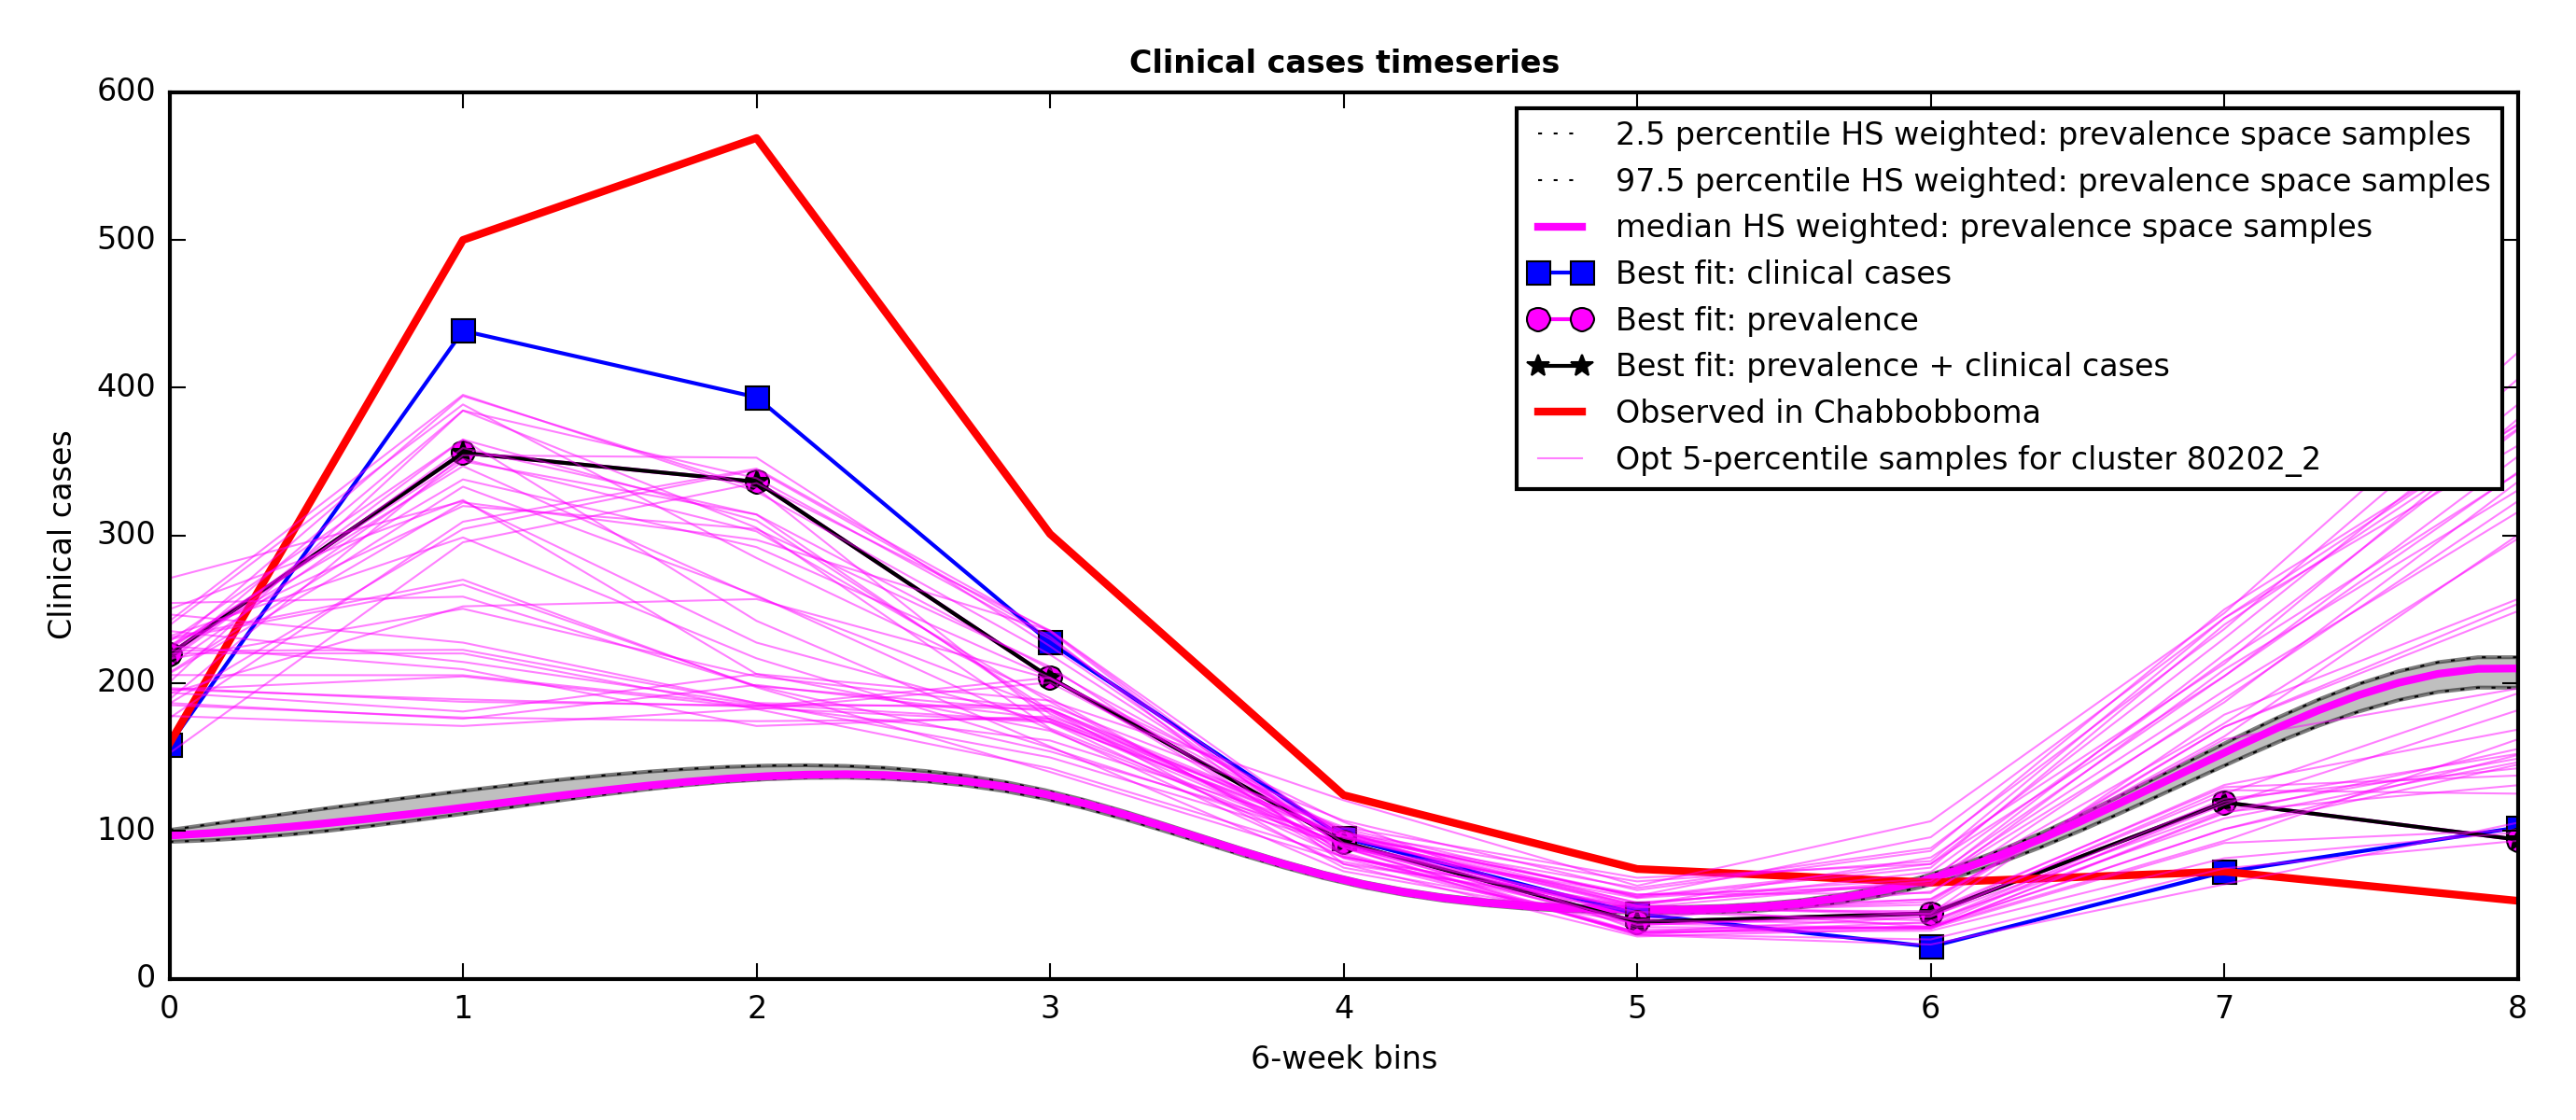 Clinical cases timeseries
600
500
400
300
200
100
0
Clinical cases
0 1 2 3 4 5 6 7 8
6-week bins
2.5 percentile HS weighted: prevalence space samples
97.5 percentile HS weighted: prevalence space samples
median HS weighted: prevalence space samples
Best fit: clinical cases
Best fit: prevalence
Best fit: prevalence + clinical cases
Observed in Chabbobboma
Opt 5-percentile samples for cluster 80202_2